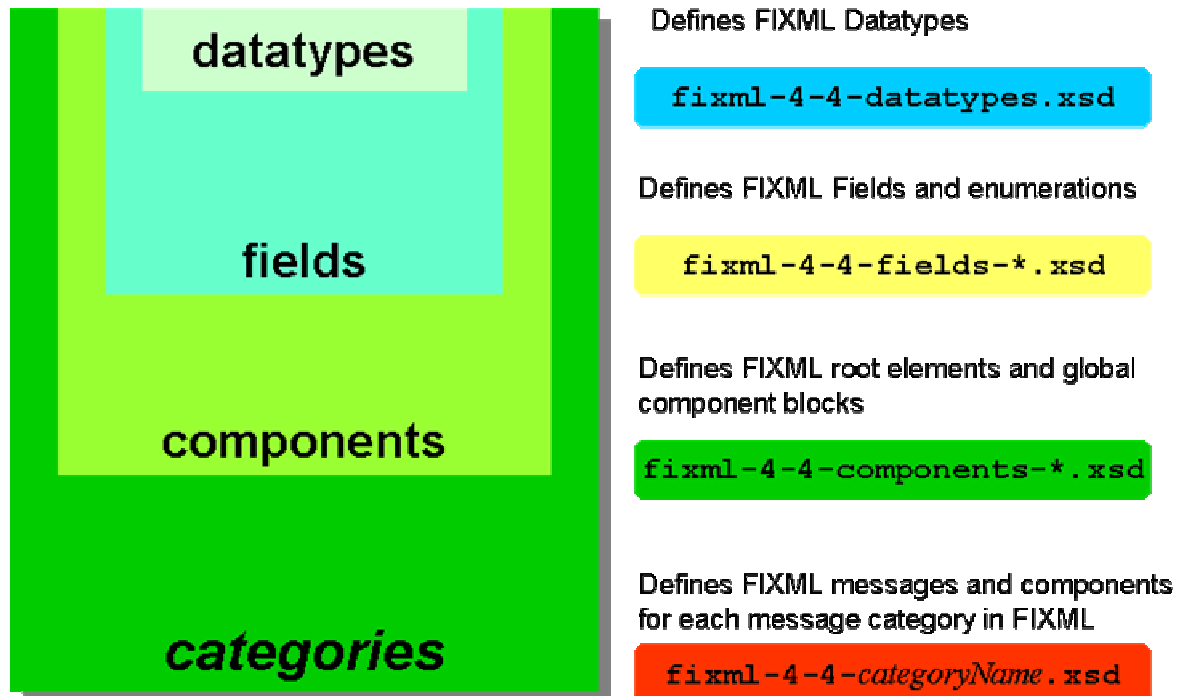 datatypes
fields
components
categories
Defines FIXML Datatypes
fixml-4-4-datatypes.xsd
Defines FIXML Fields and enumerations
fixml-4-4-fields-*.xsd
Defines FIXML root elements and global
component blocks
fixml-4-4-components-*.xsd
Defines FIXML messages and components
for each message category in FIXML
fixml-4-4-categoryName.xsd